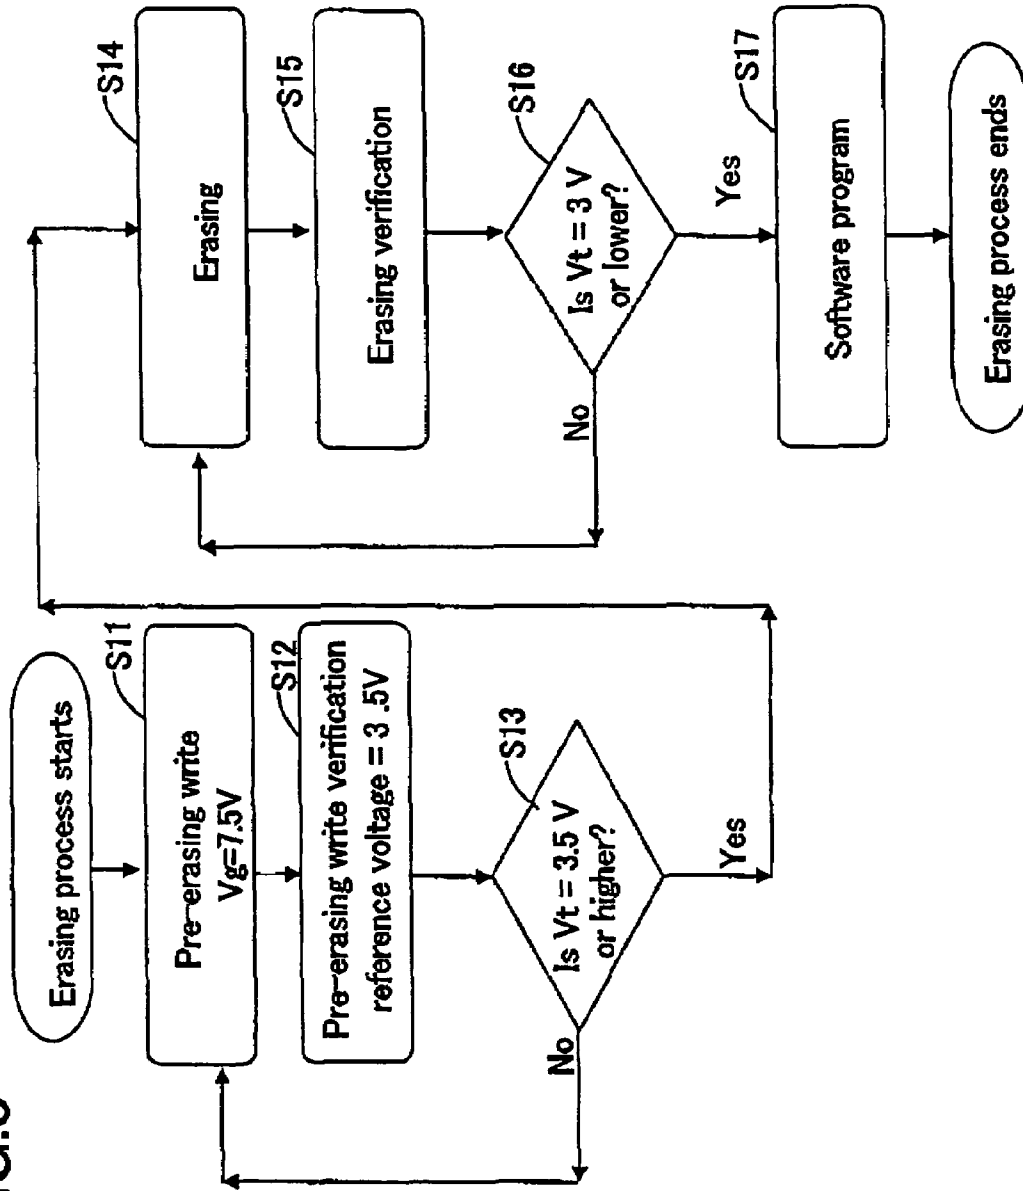 Erasing process starts
S11
Pre-erasing write
Vg=7.5V
S12
Pre-erasing write verification
reference voltage = 3 .5V
S13
Is Vt = 3.5 V
or higher?
No
Yes
S14
Erasing
S15
Erasing verification
S16
Is Vt = 3 V
or lower?
No
Yes
S17
Software program
Erasing process ends